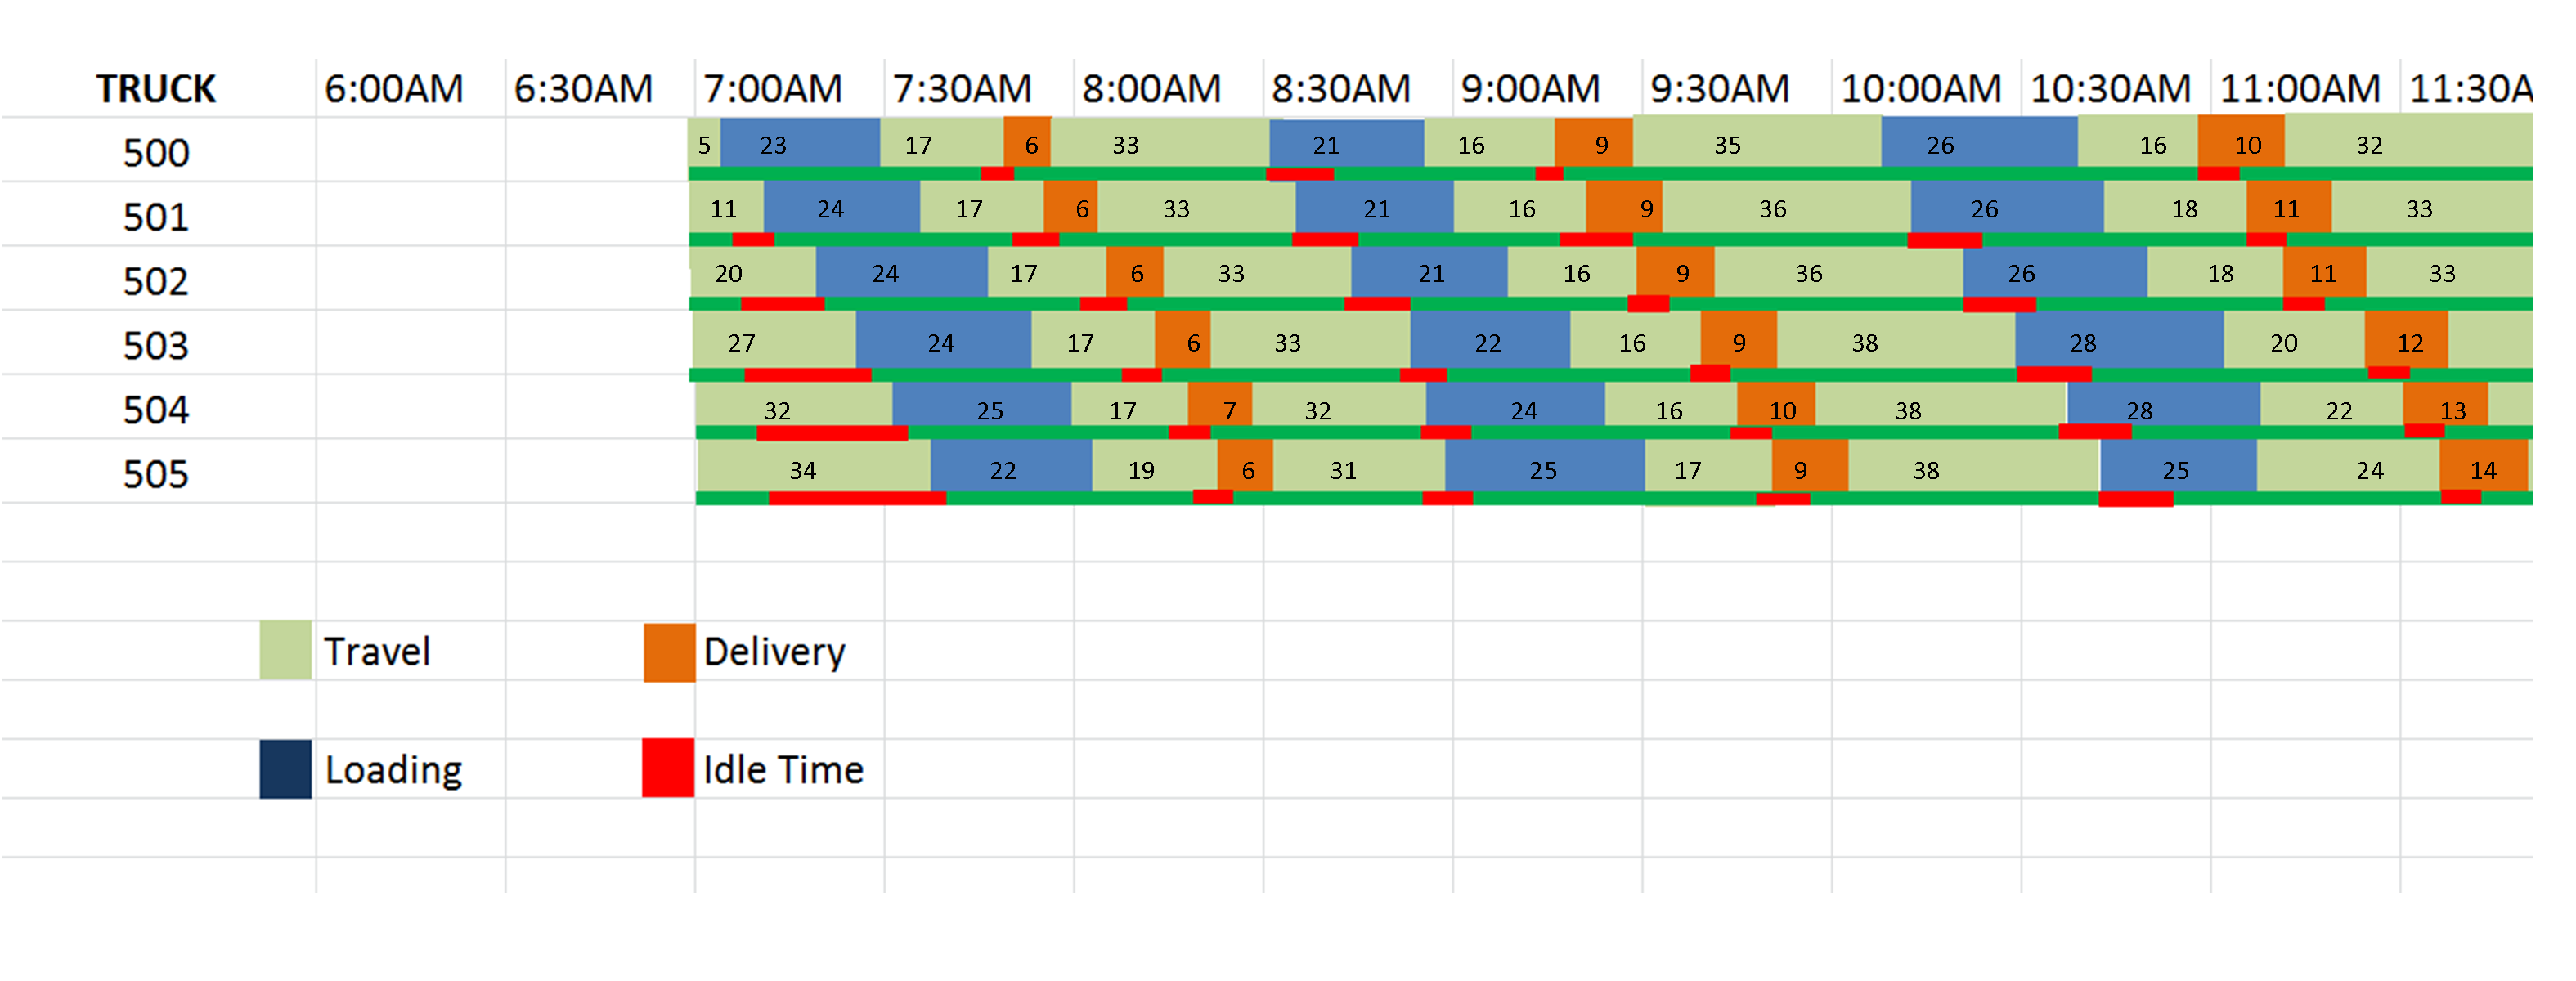 TRUCK 6:00AM 6:30AM 7:00AM 7:30AM 8:00AM 8:30AM 9:00AM 9:30AM 10:00AM 10:30AM 11:00AM 11:30A
500 5 23 17 6 33 21 16 9 35 26 16 10 32
501 11 24 17 6 33 21 16 9 36 26 18 11 33
502 20 24 17 6 33 21 16 9 36 26 18 11 33
503 27 24 17 6 33 22 16 9 38 28 20 12
504 32 25 17 7 32 24 16 10 38 28 22 13
505 34 22 19 6 31 25 17 9 38 25 24 14
Travel Delivery
Loading Idle Time